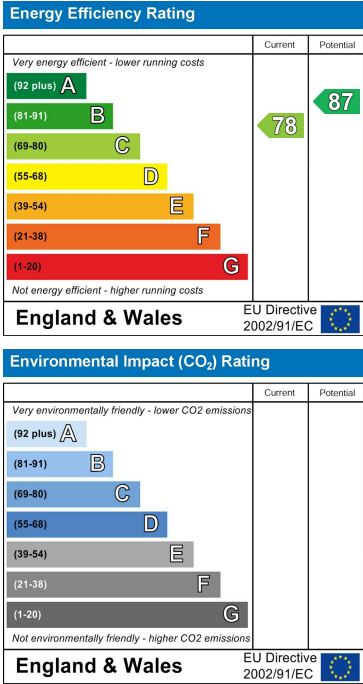 Energy Efficiency Rating
Current Potential
Very energy efficient - lower running costs
(92 plus) A
(81-91) B
(69-80) C
(55-68) D
(39-54) E
(21-38) F
(1-20) G
78
87
Not energy efficient - higher running costs
England & Wales
EU Directive
2002/91/EC
Environmental Impact (CO₂) Rating
Current Potential
Very environmentally friendly - lower CO2 emissions
(92 plus) A
(81-91) B
(69-80) C
(55-68) D
(39-54) E
(21-38) F
(1-20) G
Not environmentally friendly - higher CO2 emissions
England & Wales
EU Directive
2002/91/EC